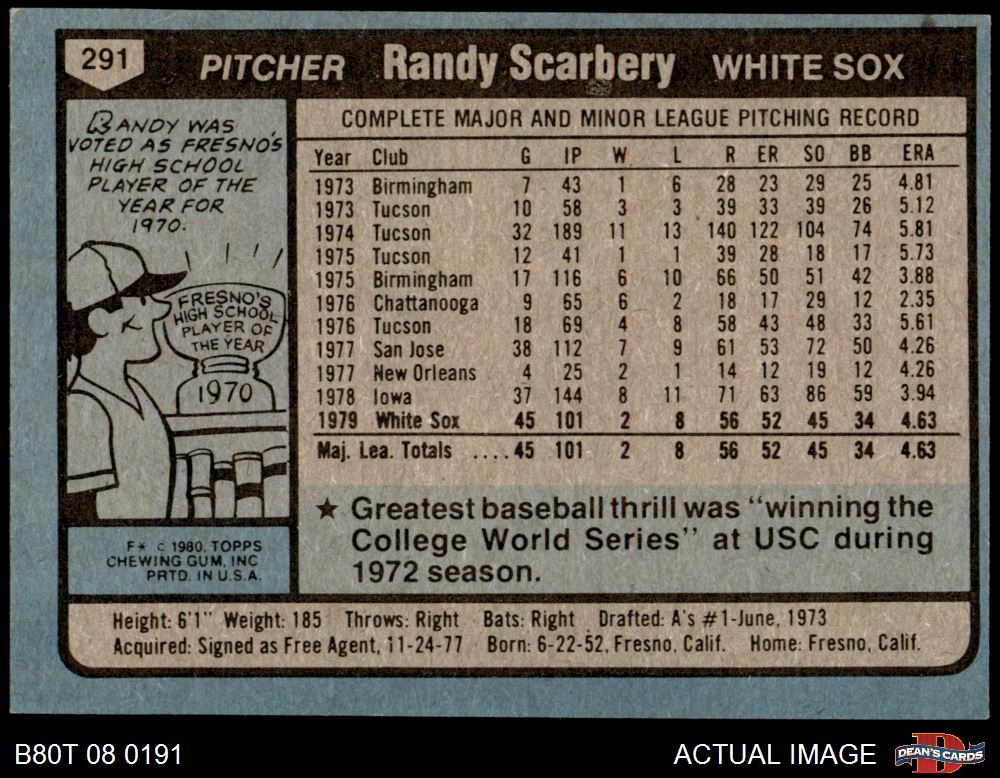 291 PITCHER Randy Scarbery WHITE SOX
RANDY WAS
VOTED AS FRESNO'S
HIGH SCHOOL
PLAYER OF THE
YEAR FOR
1970.
FRESNO'S
HIGH SCHOOL
PLAYER OF
THE YEAR
1970
F* © 1980, TOPPS
CHEWING GUM, INC
PRTD. IN U.S.A.
COMPLETE MAJOR AND MINOR LEAGUE PITCHING RECORD
Year Club G IP W L R ER SO BB ERA
1973 Birmingham 7 43 1 6 28 23 29 25 4.81
1973 Tucson 10 58 3 3 39 33 39 26 5.12
1974 Tucson 32 189 11 13 140 122 104 74 5.81
1975 Tucson 12 41 1 1 39 28 18 17 5.73
1975 Birmingham 17 116 6 10 66 50 51 42 3.88
1976 Chattanooga 9 65 6 2 18 17 29 12 2.35
1976 Tucson 18 69 4 8 58 43 48 33 5.61
1977 San Jose 38 112 7 9 61 53 72 50 4.26
1977 New Orleans 4 25 2 1 14 12 19 12 4.26
1978 Iowa 37 144 8 11 71 63 86 59 3.94
1979 White Sox 45 101 2 8 56 52 45 34 4.63
Maj. Lea. Totals ....45 101 2 8 56 52 45 34 4.63
★ Greatest baseball thrill was "winning the
College World Series" at USC during
1972 season.
Height: 6'1" Weight: 185 Throws: Right Bats: Right Drafted: A's #1-June, 1973
Acquired: Signed as Free Agent, 11-24-77 Born: 6-22-52, Fresno, Calif. Home: Fresno, Calif.
B80T 08 0191 ACTUAL IMAGE DEAN'S CARDS